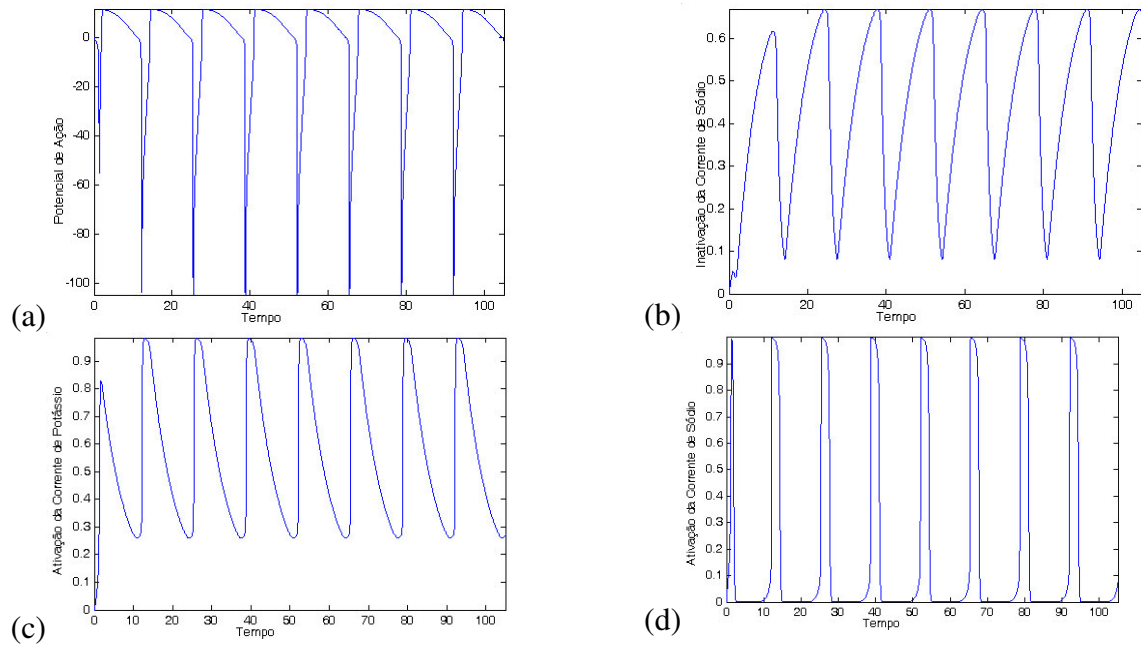 0
-20
-40
-60
-80
-100
Potencial de Ação
0 20 40 60 80 100
Tempo
(a)
0.6
0.5
0.4
0.3
0.2
0.1
0
Inativação da Corrente de Sódio
0 20 40 60 80 100
Tempo
(b)
0.9
0.8
0.7
0.6
0.5
0.4
0.3
0.2
0.1
0
Ativação da Corrente de Potássio
0 10 20 30 40 50 60 70 80 90 100
Tempo
(c)
0.9
0.8
0.7
0.6
0.5
0.4
0.3
0.2
0.1
0
Ativação da Corrente de Sódio
0 10 20 30 40 50 60 70 80 90 100
Tempo
(d)